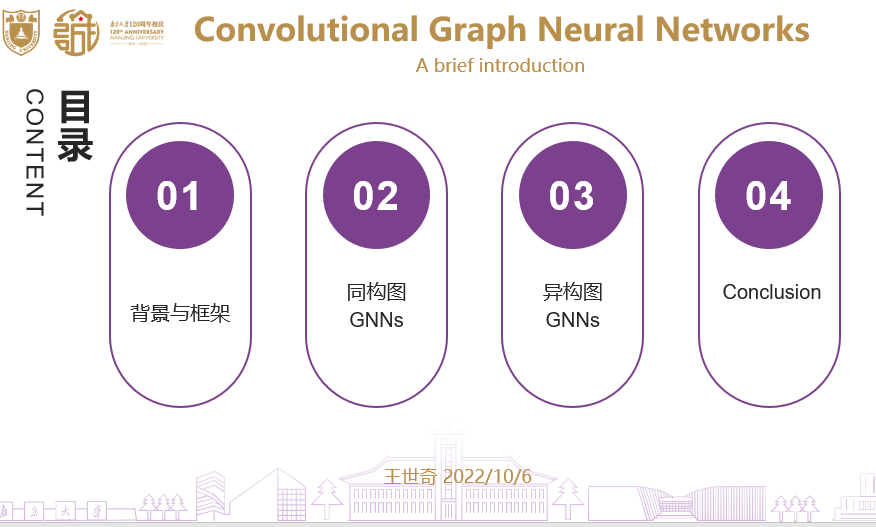 NANJING UNIVERSITY
南京大学120周年校庆
120th ANNIVERSARY
NANJING UNIVERSITY
1902 - 2022
Convolutional Graph Neural Networks
A brief introduction
目录
CONTENT
01
02
03
04
背景与框架
同构图
GNNs
异构图
GNNs
Conclusion
王世奇 2022/10/6
南京大学